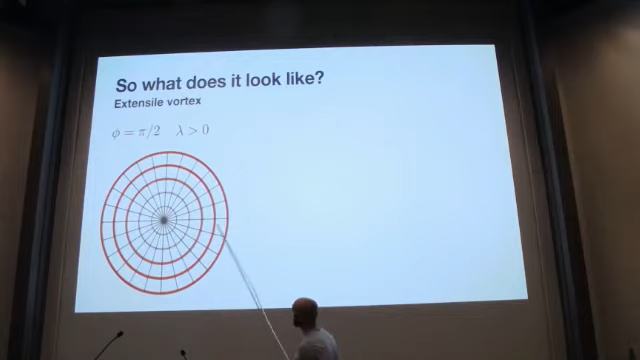 So what does it look like?
Extensile vortex
ϕ = π/2 λ > 0